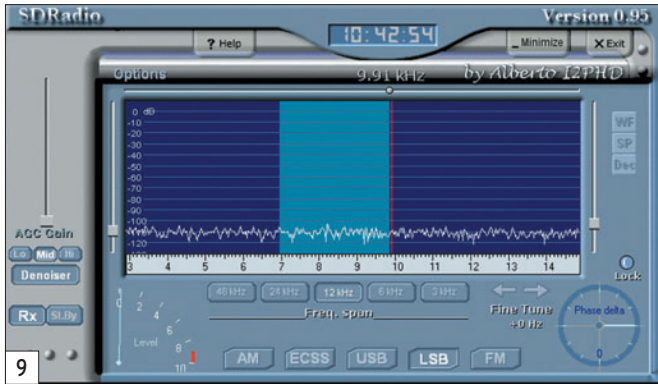 SDRadio
Version 0.95
10:42:54
? Help
_ Minimize
X Exit
Options
9.91 kHz
by Alberto I2PHD
0 dB
-10
-20
-30
-40
-50
-60
-70
-80
-90
-100
-110
-120
3 4 5 6 7 8 9 10 11 12 13 14
WF
SP
Dec
AGC Gain
Lo Mid Hi
Denoiser
Rx St.By
Lock
48 kHz 24 kHz 12 kHz 6 kHz 3 kHz
Freq. span
Fine Tune
+0 Hz
Phase delta
0
0 2 4 6 8 10
Level
AM ECSS USB LSB FM
9